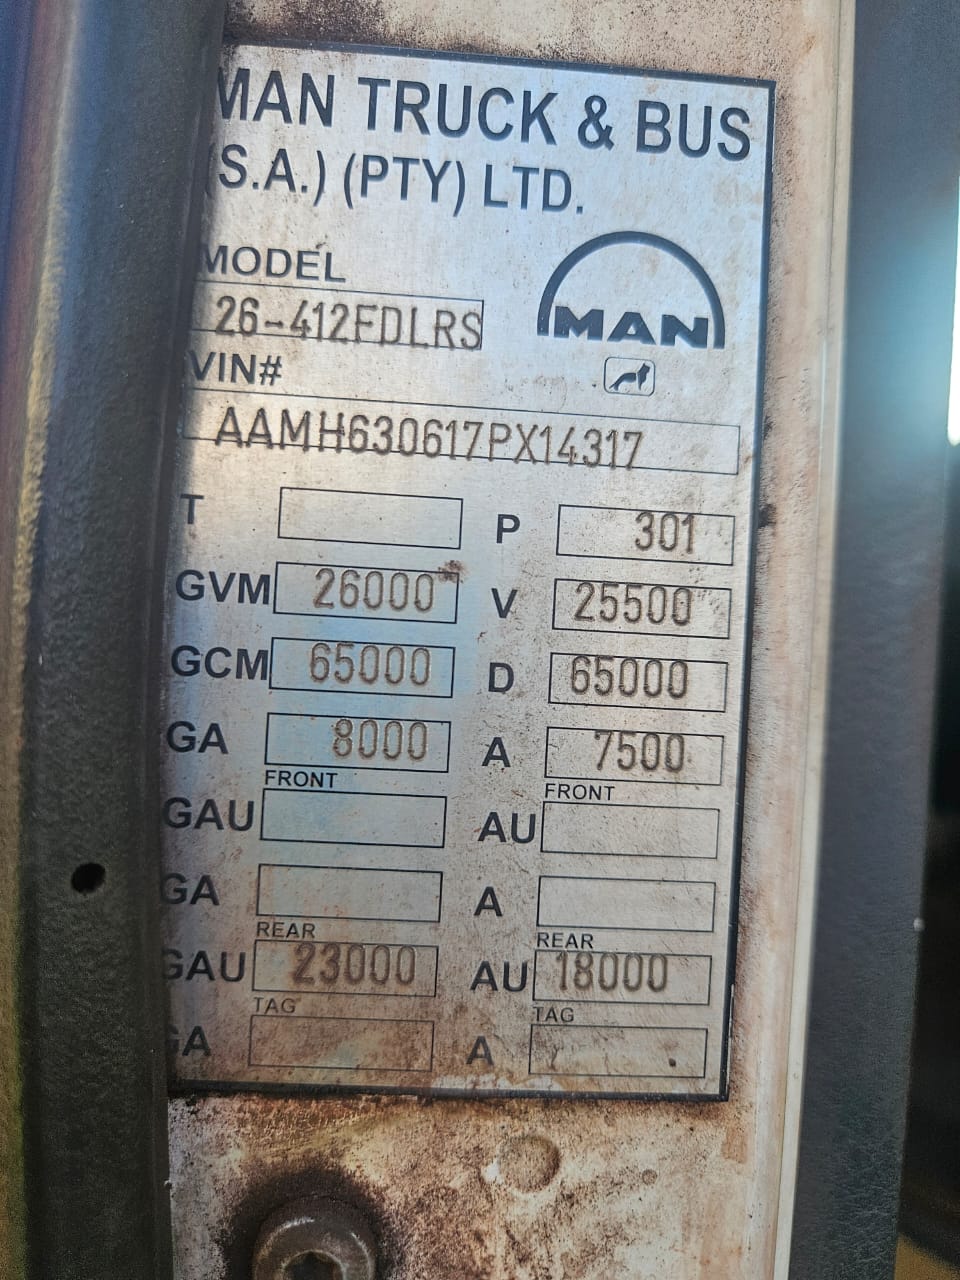 MAN TRUCK & BUS
(S.A.) (PTY) LTD.
MODEL
26-412FDLRS
MAN
VIN#
AAMH630617PX14317
T P 301
GVM 26000 V 25500
GCM 65000 D 65000
GA 8000 A 7500
FRONT FRONT
GAU AU
GA A
REAR REAR
GAU 23000 AU 18000
TAG TAG
GA A